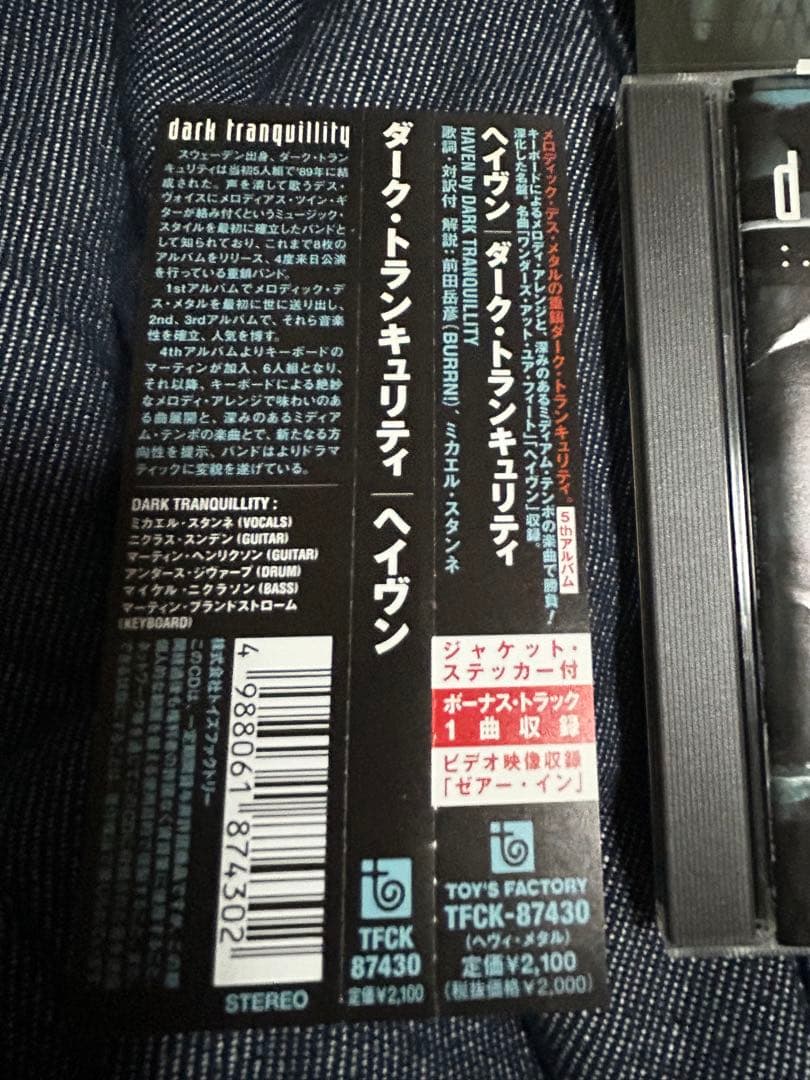 dark tranquillity
スウェーデン出身、ダーク・トラン
キュリティは当初5人組で'89年に結
成された。声を潰して歌うデス・
ヴォイスにメロディアス・ツイン・ギ
ターが結み付くというミュージック・
スタイルを最初に確立したバンドと
して知られており、これまで8枚の
アルバムをリリース、4度来日公演
を行っている重鎮バンド。
1stアルバムでメロディック・デ
ス・メタルを最初に世に送り出し、
2nd、3rdアルバムで、それら音楽
性を確立、人気を博す。
4thアルバムよりキーボードの
マーティンが加入、6人組となり、
それ以降、キーボードによる絶妙
なメロディ・アレンジで味わいのあ
る曲展開と、深みのあるミディア
ム・テンポの楽曲とで、新たなる方
向性を提示、バンドはよりドラマ
ティックに変貌を遂げている。
DARK TRANQUILLITY :
ミカエル・スタンネ (VOCALS)
ニクラス・スンデン (GUITAR)
マーティン・ヘンリクソン (GUITAR)
アンダース・ジヴァープ (DRUM)
マイケル・ニクラソン (BASS)
マーティン・ブランドストローム
(KEYBOARD)
株式会社トイズファクトリー
4 988061 874302
STEREO
ダーク・トランキュリティ｜ヘイヴン
TFCK
87430
定価¥2,100
メロディック・デス・メタルの重鎮ダーク・トランキュリティ。
5thアルバム
キーボードによるメロディ・アレンジと、深みのあるミディアム・テンポの楽曲で勝負！
深化した名盤。名曲「ワンダーズ・アット・ユア・フィート」「ヘイヴン」収録。
ヘイヴン｜ダーク・トランキュリティ
HAVEN by DARK TRANQUILLITY
歌詞・対訳付 解説：前田岳彦(BURRN!)、ミカエル・スタンネ
ジャケット・
ステッカー付
ボーナス・トラック
1曲収録
ビデオ映像収録
「ゼアー・イン」
TOY'S FACTORY
TFCK-87430
(ヘヴィ・メタル)
定価¥2,100
(税抜価格¥2,000)
d